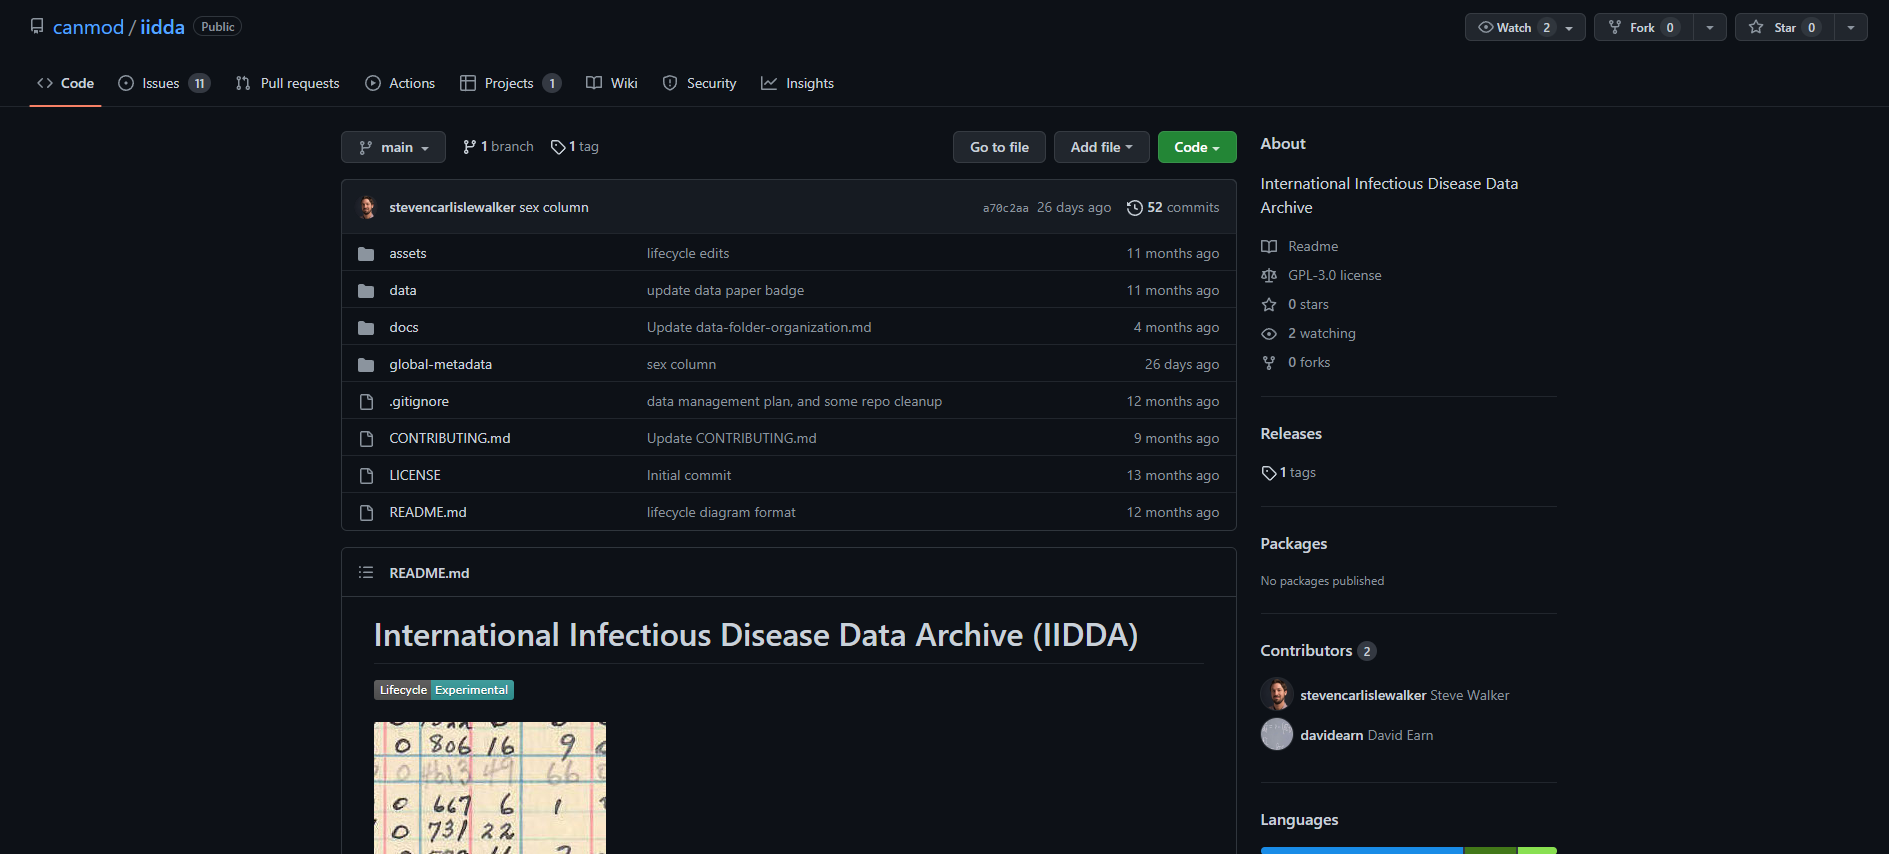 canmod / iidda Public
Watch 2
Fork 0
Star 0
Code
Issues 11
Pull requests
Actions
Projects 1
Wiki
Security
Insights
main
1 branch
1 tag
Go to file
Add file
Code
stevencarlislewalker sex column
a70c2aa 26 days ago
52 commits
assets lifecycle edits 11 months ago
data update data paper badge 11 months ago
docs Update data-folder-organization.md 4 months ago
global-metadata sex column 26 days ago
.gitignore data management plan, and some repo cleanup 12 months ago
CONTRIBUTING.md Update CONTRIBUTING.md 9 months ago
LICENSE Initial commit 13 months ago
README.md lifecycle diagram format 12 months ago
README.md
International Infectious Disease Data Archive (IIDDA)
Lifecycle Experimental
0 806 16 9
0 4613 49 66
0 667 6 1
0 731 22
About
International Infectious Disease Data
Archive
Readme
GPL-3.0 license
0 stars
2 watching
0 forks
Releases
1 tags
Packages
No packages published
Contributors 2
stevencarlislewalker Steve Walker
davidearn David Earn
Languages